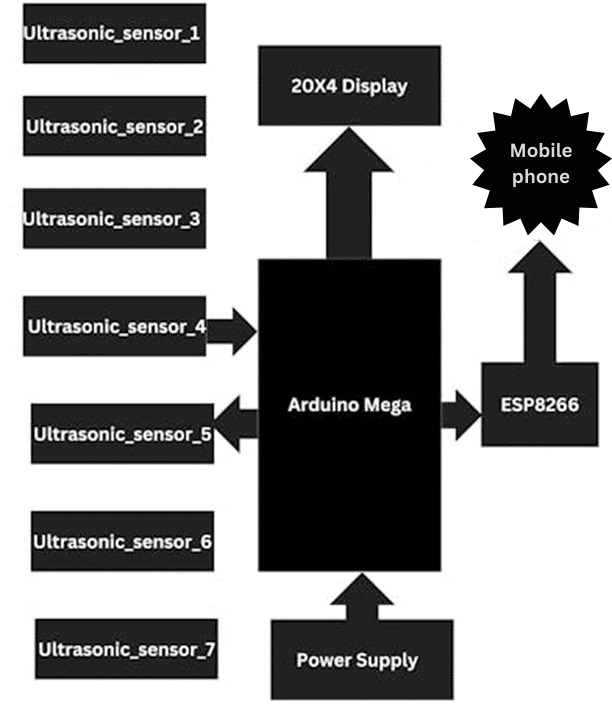 Ultrasonic_sensor_1
Ultrasonic_sensor_2
Ultrasonic_sensor_3
Ultrasonic_sensor_4
Ultrasonic_sensor_5
Ultrasonic_sensor_6
Ultrasonic_sensor_7
20X4 Display
Arduino Mega
Power Supply
Mobile
phone
ESP8266